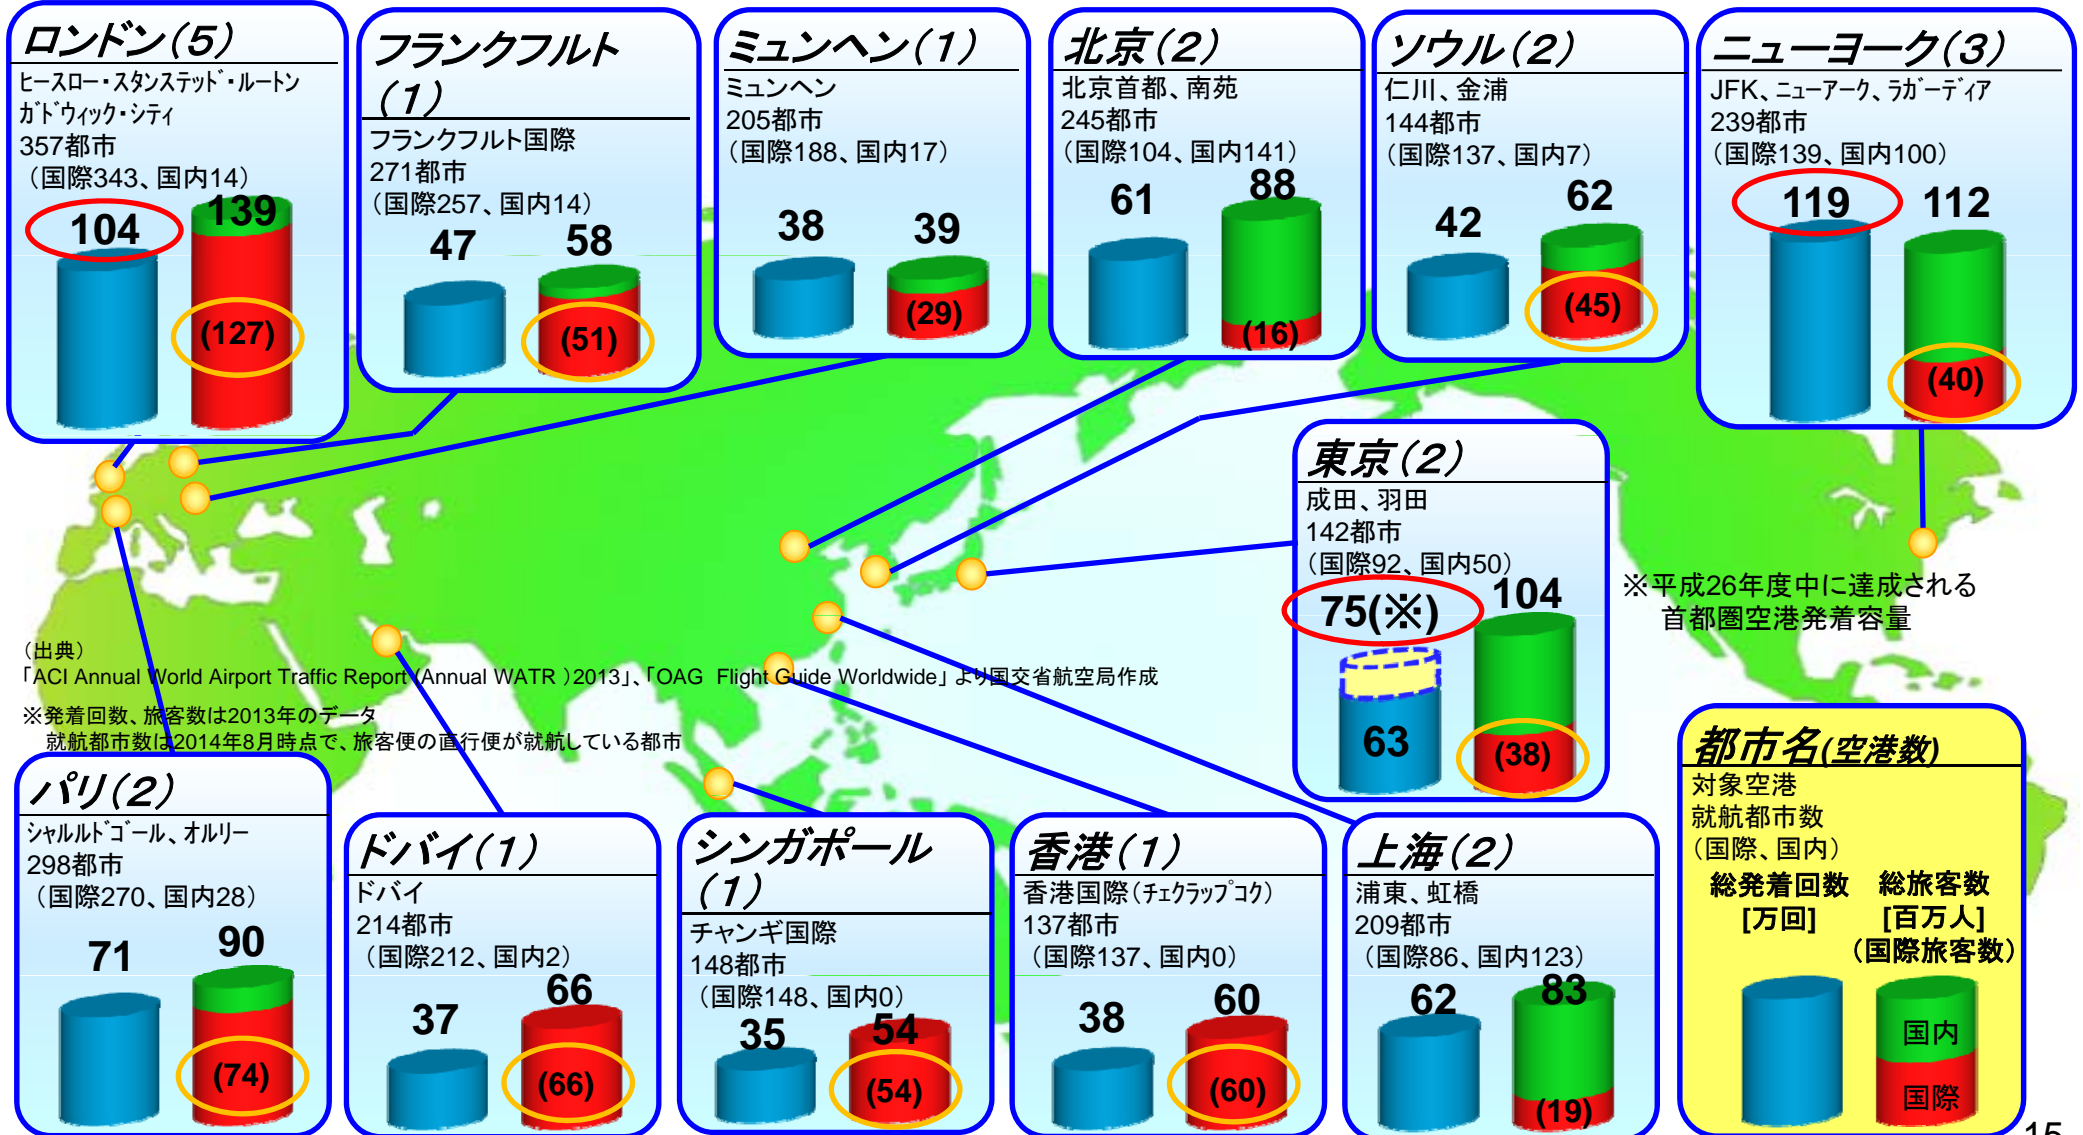 ロンドン(5)
ﾋｰｽﾛｰ・ｽﾀﾝｽﾃｯﾄﾞ・ﾙｰﾄﾝ
ｶﾞﾄﾞｳｨｯｸ・ｼﾃｨ
357都市
(国際343、国内14)
104
139
(127)
フランクフルト
(1)
フランクフルト国際
271都市
(国際257、国内14)
47
58
(51)
ミュンヘン(1)
ミュンヘン
205都市
(国際188、国内17)
38
39
(29)
北京(2)
北京首都、南苑
245都市
(国際104、国内141)
61
88
(16)
ソウル(2)
仁川、金浦
144都市
(国際137、国内7)
42
62
(45)
ニューヨーク(3)
JFK、ﾆｭｰｱｰｸ、ﾗｶﾞｰﾃﾞｨｱ
239都市
(国際139、国内100)
119
112
(40)
東京(2)
成田、羽田
142都市
(国際92、国内50)
75(※)
104
63
(38)
※平成26年度中に達成される
首都圏空港発着容量
(出典)
「ACI Annual World Airport Traffic Report (Annual WATR )2013」、「OAG Flight Guide Worldwide」 より国交省航空局作成
※発着回数、旅客数は2013年のデータ
就航都市数は2014年8月時点で、旅客便の直行便が就航している都市
パリ(2)
ｼｬﾙﾙﾄﾞｺﾞｰﾙ、ｵﾙﾘｰ
298都市
(国際270、国内28)
71
90
(74)
ドバイ(1)
ドバイ
214都市
(国際212、国内2)
37
66
(66)
シンガポール
(1)
チャンギ国際
148都市
(国際148、国内0)
35
54
(54)
香港(1)
香港国際(ﾁｪｸﾗｯﾌﾟｺｸ)
137都市
(国際137、国内0)
38
60
(60)
上海(2)
浦東、虹橋
209都市
(国際86、国内123)
62
83
(19)
都市名(空港数)
対象空港
就航都市数
(国際、国内)
総発着回数
[万回]
総旅客数
[百万人]
(国際旅客数)
国内
国際
15